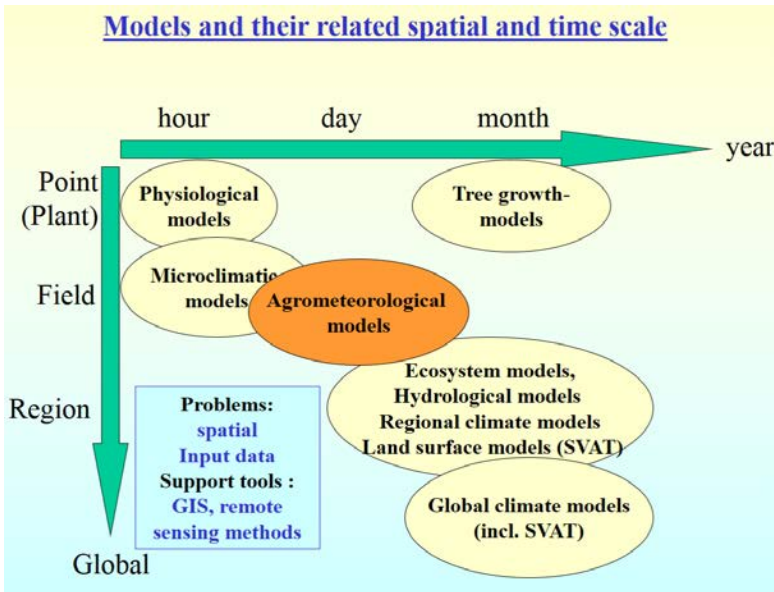 Models and their related spatial and time scale
hour day month
year
Point
(Plant)
Physiological
models
Tree growth-
models
Field
Microclimatic
models
Agrometeorological
models
Region
Ecosystem models,
Hydrological models
Regional climate models
Land surface models (SVAT)
Problems:
spatial
Input data
Support tools :
GIS, remote
sensing methods
Global climate models
(incl. SVAT)
Global